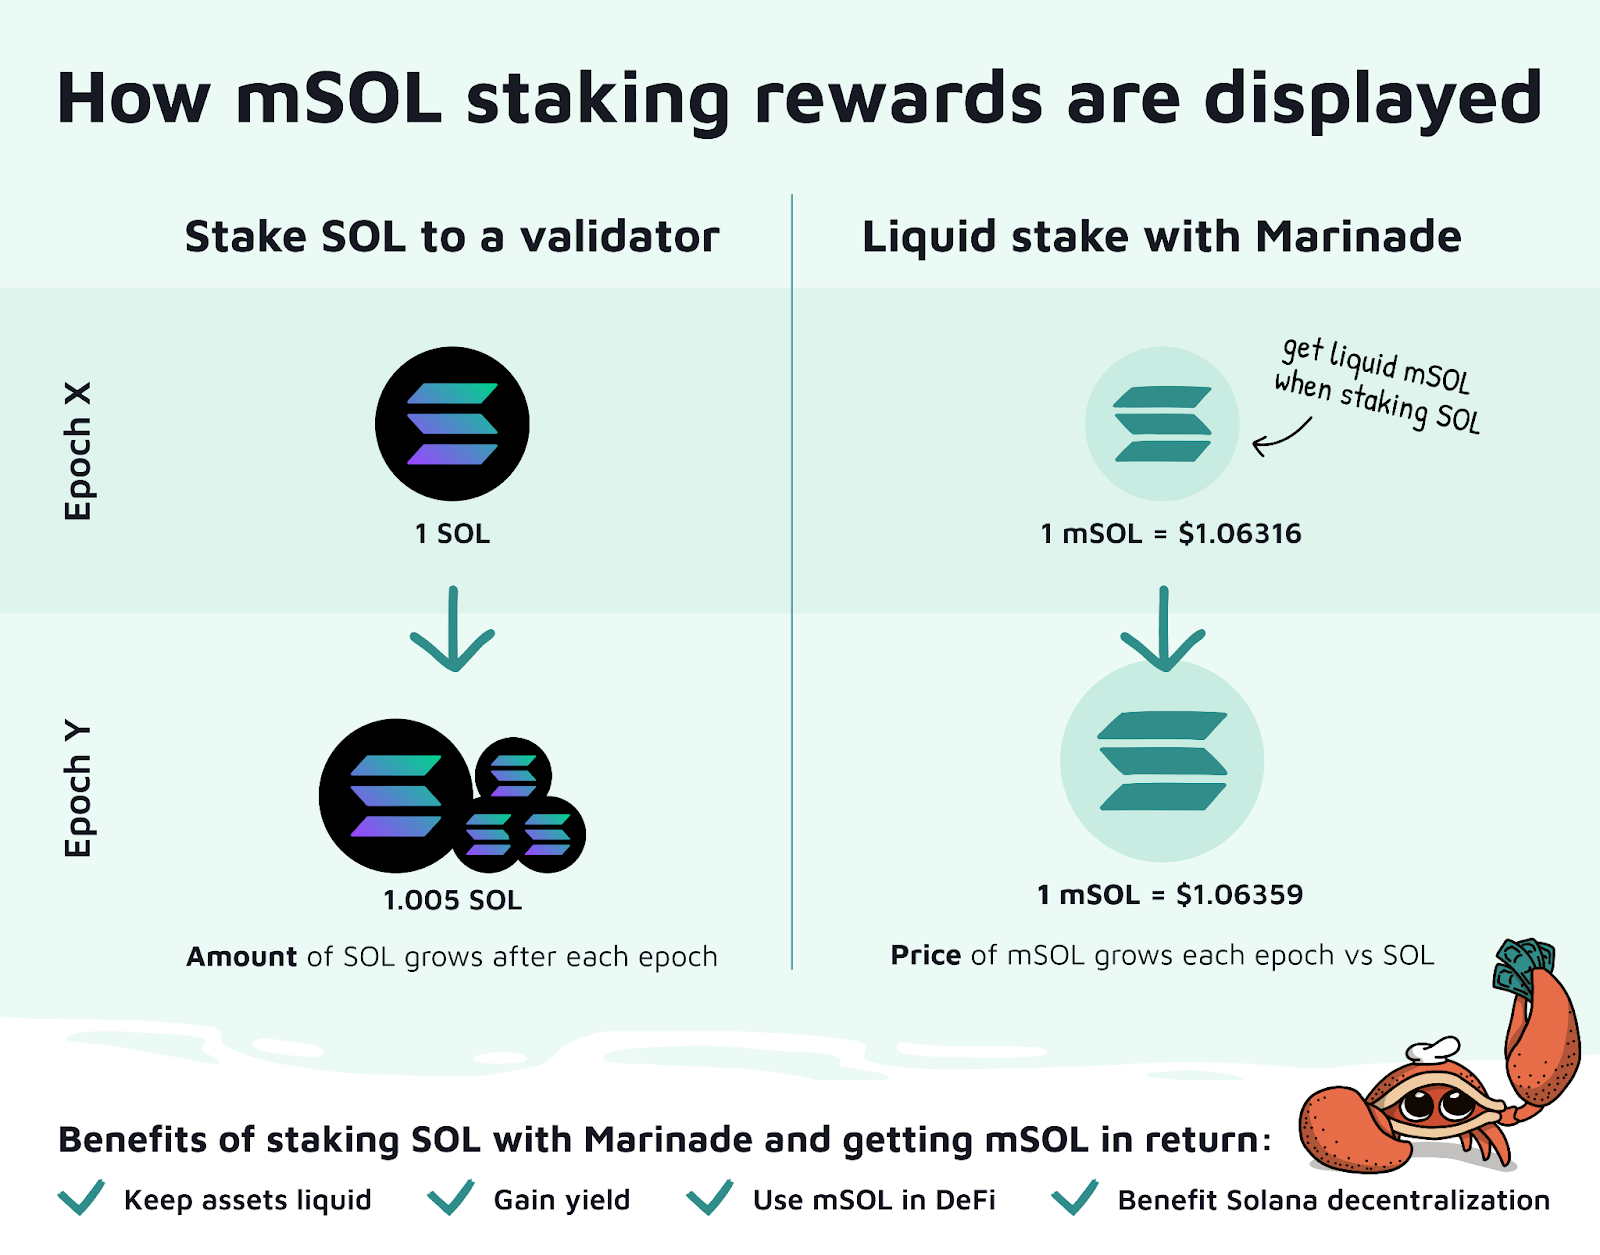 How mSOL staking rewards are displayed
Stake SOL to a validator
Liquid stake with Marinade
Epoch X
get liquid mSOL
when staking SOL
1 SOL
1 mSOL = $1.06316
Epoch Y
1.005 SOL
1 mSOL = $1.06359
Amount of SOL grows after each epoch
Price of mSOL grows each epoch vs SOL
Benefits of staking SOL with Marinade and getting mSOL in return:
Keep assets liquid
Gain yield
Use mSOL in DeFi
Benefit Solana decentralization